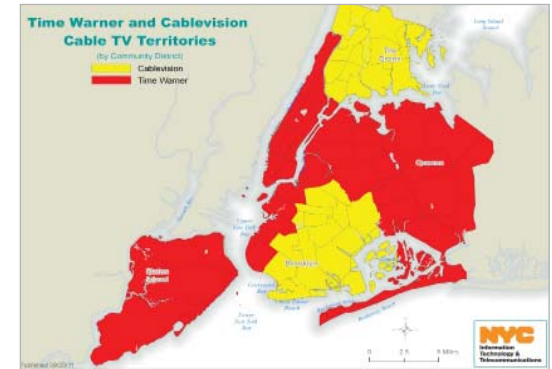 Time Warner and Cablevision
Cable TV Territories
(by Community District)
Cablevision
Time Warner
Long Island
Sound
The
Bronx
Queens
Upper
New York
Bay
Staten
Island
Brooklyn
Gravesend
Bay
Lower
New York
Bay
0 2.5 5 Miles
NYC
Information
Technology &
Telecommunications